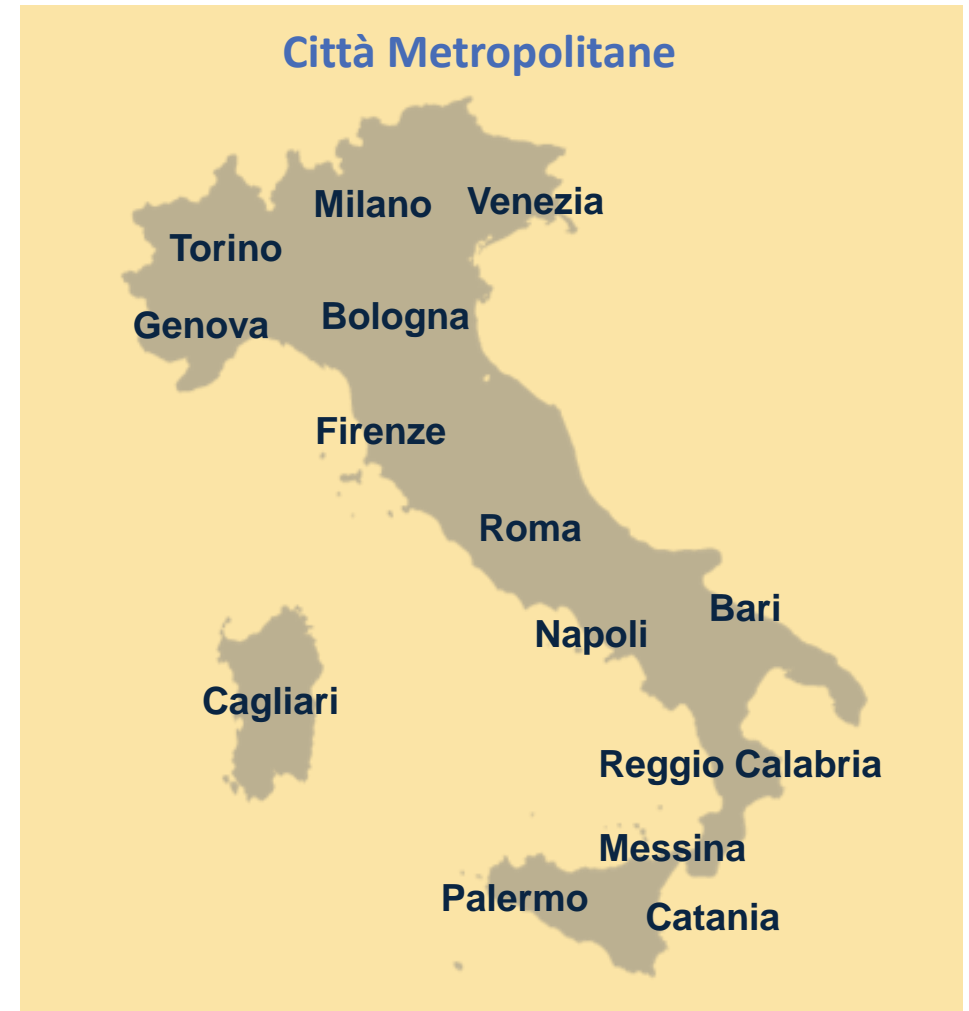 Città Metropolitane
Milano
Venezia
Torino
Genova
Bologna
Firenze
Roma
Bari
Napoli
Cagliari
Reggio Calabria
Messina
Palermo
Catania